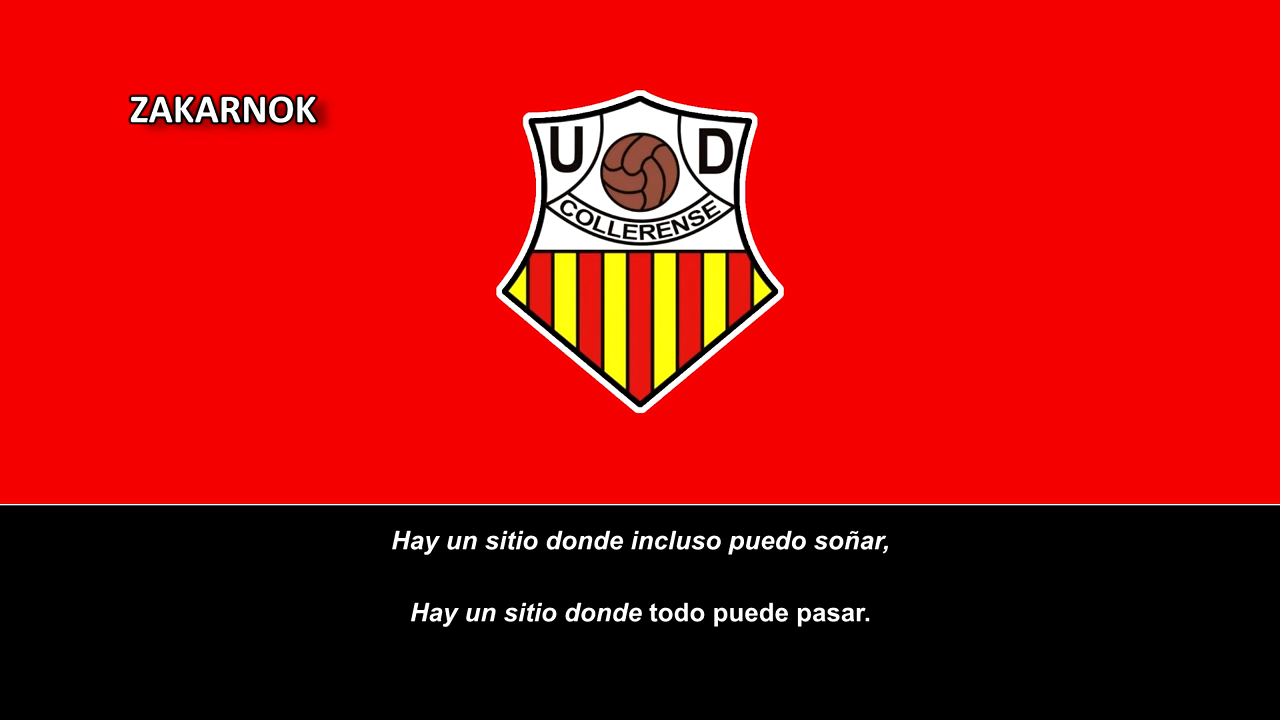 ZAKARNOK
U D
COLLERENSE
Hay un sitio donde incluso puedo soñar,
Hay un sitio donde todo puede pasar.